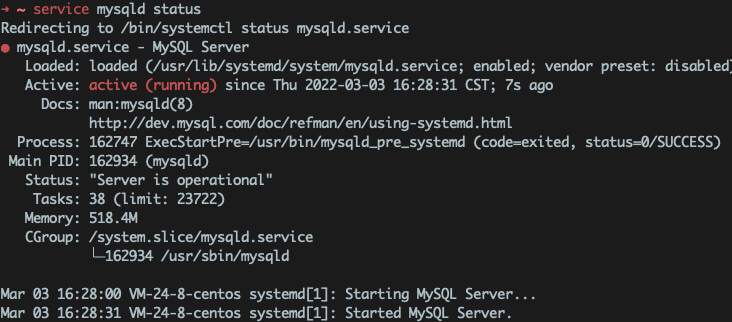 ➜ ~ service mysqld status
Redirecting to /bin/systemctl status mysqld.service
● mysqld.service - MySQL Server
Loaded: loaded (/usr/lib/systemd/system/mysqld.service; enabled; vendor preset: disabled)
Active: active (running) since Thu 2022-03-03 16:28:31 CST; 7s ago
Docs: man:mysqld(8)
http://dev.mysql.com/doc/refman/en/using-systemd.html
Process: 162747 ExecStartPre=/usr/bin/mysqld_pre_systemd (code=exited, status=0/SUCCESS)
Main PID: 162934 (mysqld)
Status: "Server is operational"
Tasks: 38 (limit: 23722)
Memory: 518.4M
CGroup: /system.slice/mysqld.service
└─162934 /usr/sbin/mysqld
Mar 03 16:28:00 VM-24-8-centos systemd[1]: Starting MySQL Server...
Mar 03 16:28:31 VM-24-8-centos systemd[1]: Started MySQL Server.